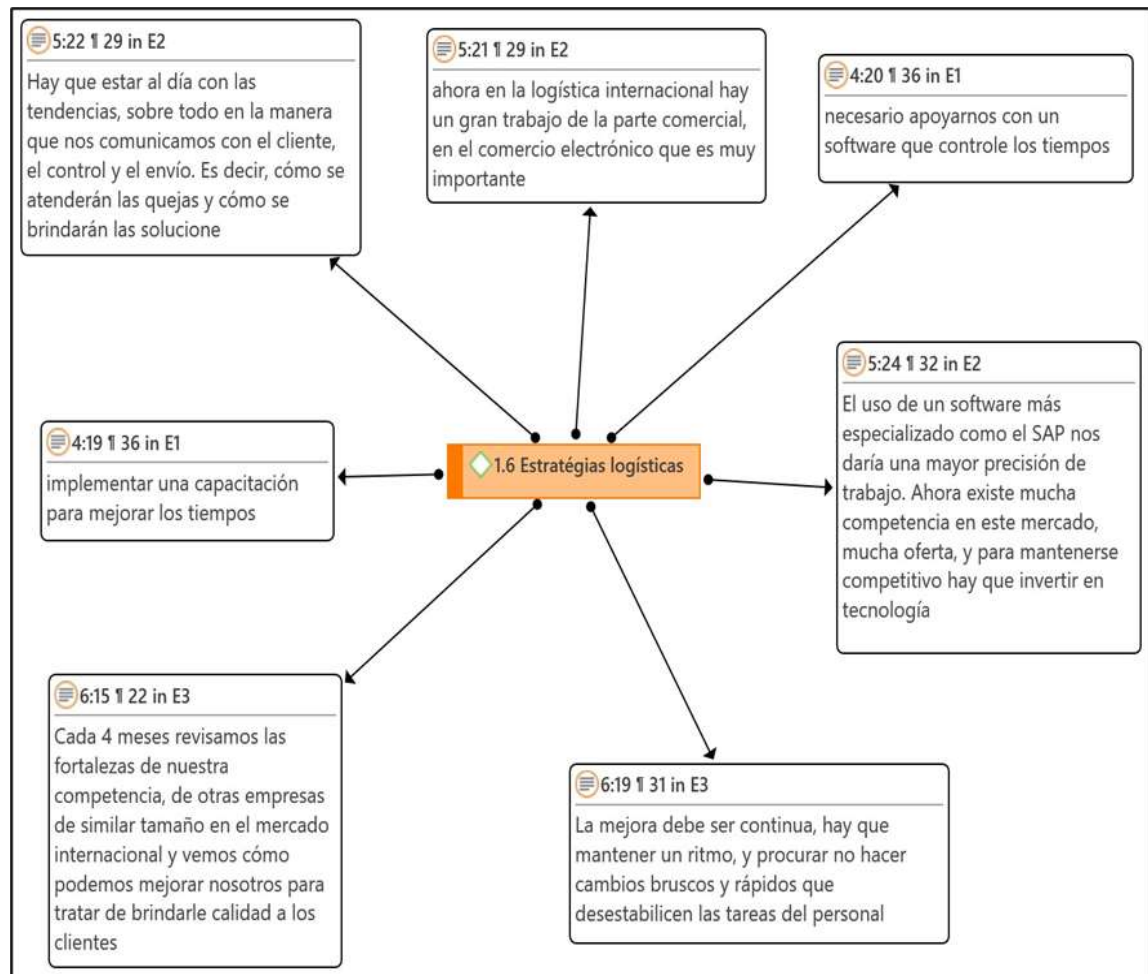 5:22 ¶ 29 in E2
Hay que estar al día con las
tendencias, sobre todo en la manera
que nos comunicamos con el cliente,
el control y el envío. Es decir, cómo se
atenderán las quejas y cómo se
brindarán las solucione
5:21 ¶ 29 in E2
ahora en la logística internacional hay
un gran trabajo de la parte comercial,
en el comercio electrónico que es muy
importante
4:20 ¶ 36 in E1
necesario apoyarnos con un
software que controle los tiempos
5:24 ¶ 32 in E2
El uso de un software más
especializado como el SAP nos
daría una mayor precisión de
trabajo. Ahora existe mucha
competencia en este mercado,
mucha oferta, y para mantenerse
competitivo hay que invertir en
tecnología
4:19 ¶ 36 in E1
implementar una capacitación
para mejorar los tiempos
1.6 Estratégias logísticas
6:15 ¶ 22 in E3
Cada 4 meses revisamos las
fortalezas de nuestra
competencia, de otras empresas
de similar tamaño en el mercado
internacional y vemos cómo
podemos mejorar nosotros para
tratar de brindarle calidad a los
clientes
6:19 ¶ 31 in E3
La mejora debe ser continua, hay que
mantener un ritmo, y procurar no hacer
cambios bruscos y rápidos que
desestabilicen las tareas del personal